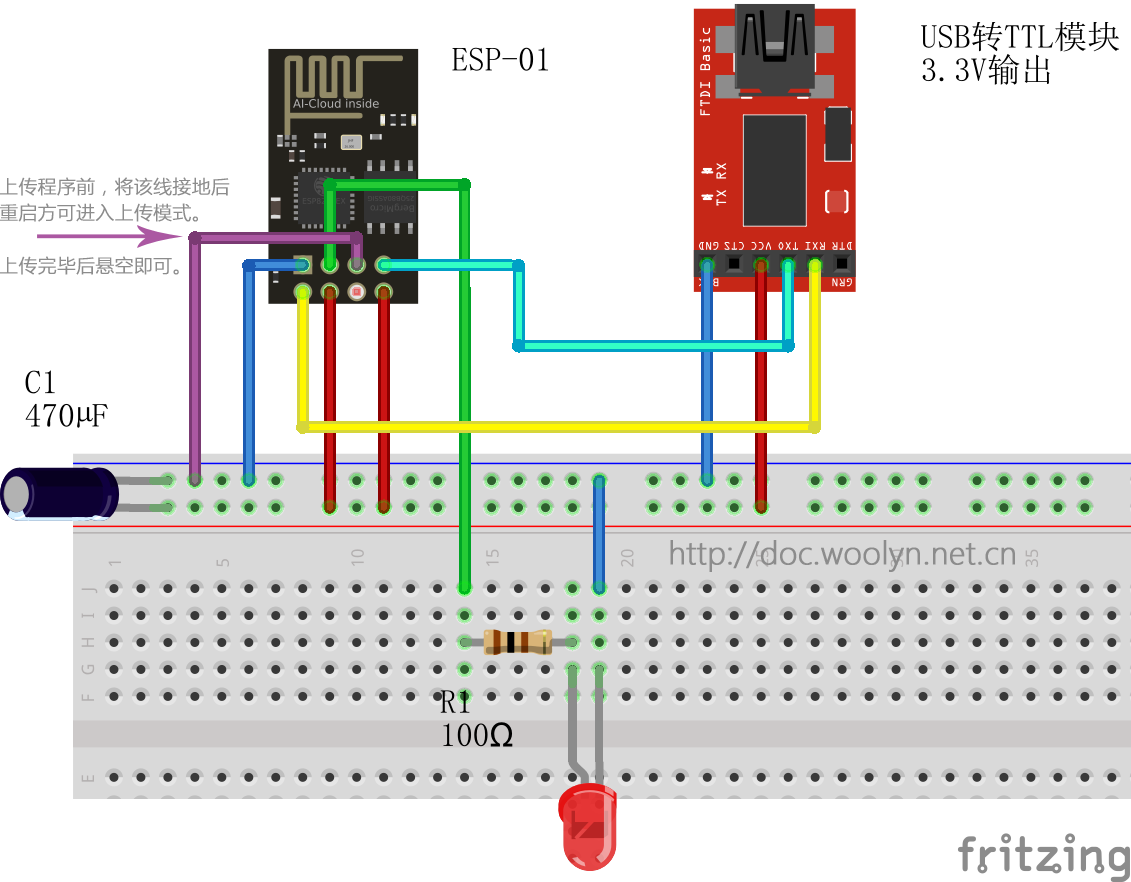 ESP-01
USB转TTL模块
3.3V输出
AI-Cloud inside
FTDI Basic
TX RX
上传程序前，将该线接地后
重启方可进入上传模式。
上传完毕后悬空即可。
GND CTS VCC TXO RXI DTR
GRN
C1
470μF
1 5 10 15 20 25 30 35
http://doc.woolyn.net.cn
J
I
H
G
F
R1
100Ω
E
fritzing